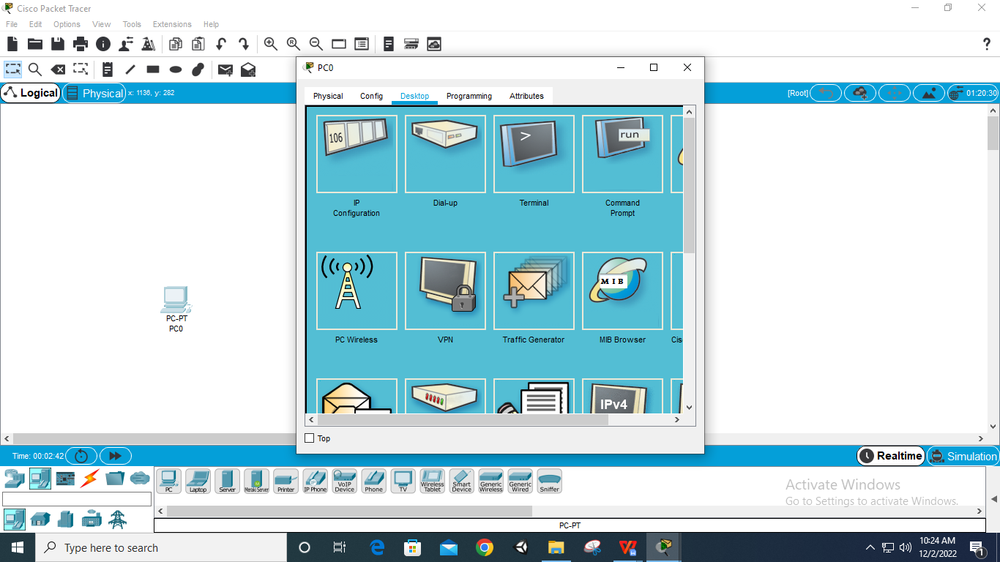 Cisco Packet Tracer
File Edit Options View Tools Extensions Help
PC0
Logical
Physical
x: 1136, y: 282
[Root]
01:20:30
Physical Config Desktop Programming Attributes
106
>
run
IP
Configuration
Dial-up
Terminal
Command
Prompt
MIB
PC Wireless
VPN
Traffic Generator
MIB Browser
Cis
IPv4
Top
PC-PT
PC0
Time: 00:02:42
Realtime
Simulation
PC
Laptop
Server
Meraki Server
Printer
IP
IP Phone
VoIP
Device
Phone
TV
Wireless
Tablet
Smart
Device
Generic
Wireless
Generic
Wired
Sniffer
Activate Windows
Go to Settings to activate Windows.
PC-PT
Type here to search
10:24 AM
12/2/2022
1